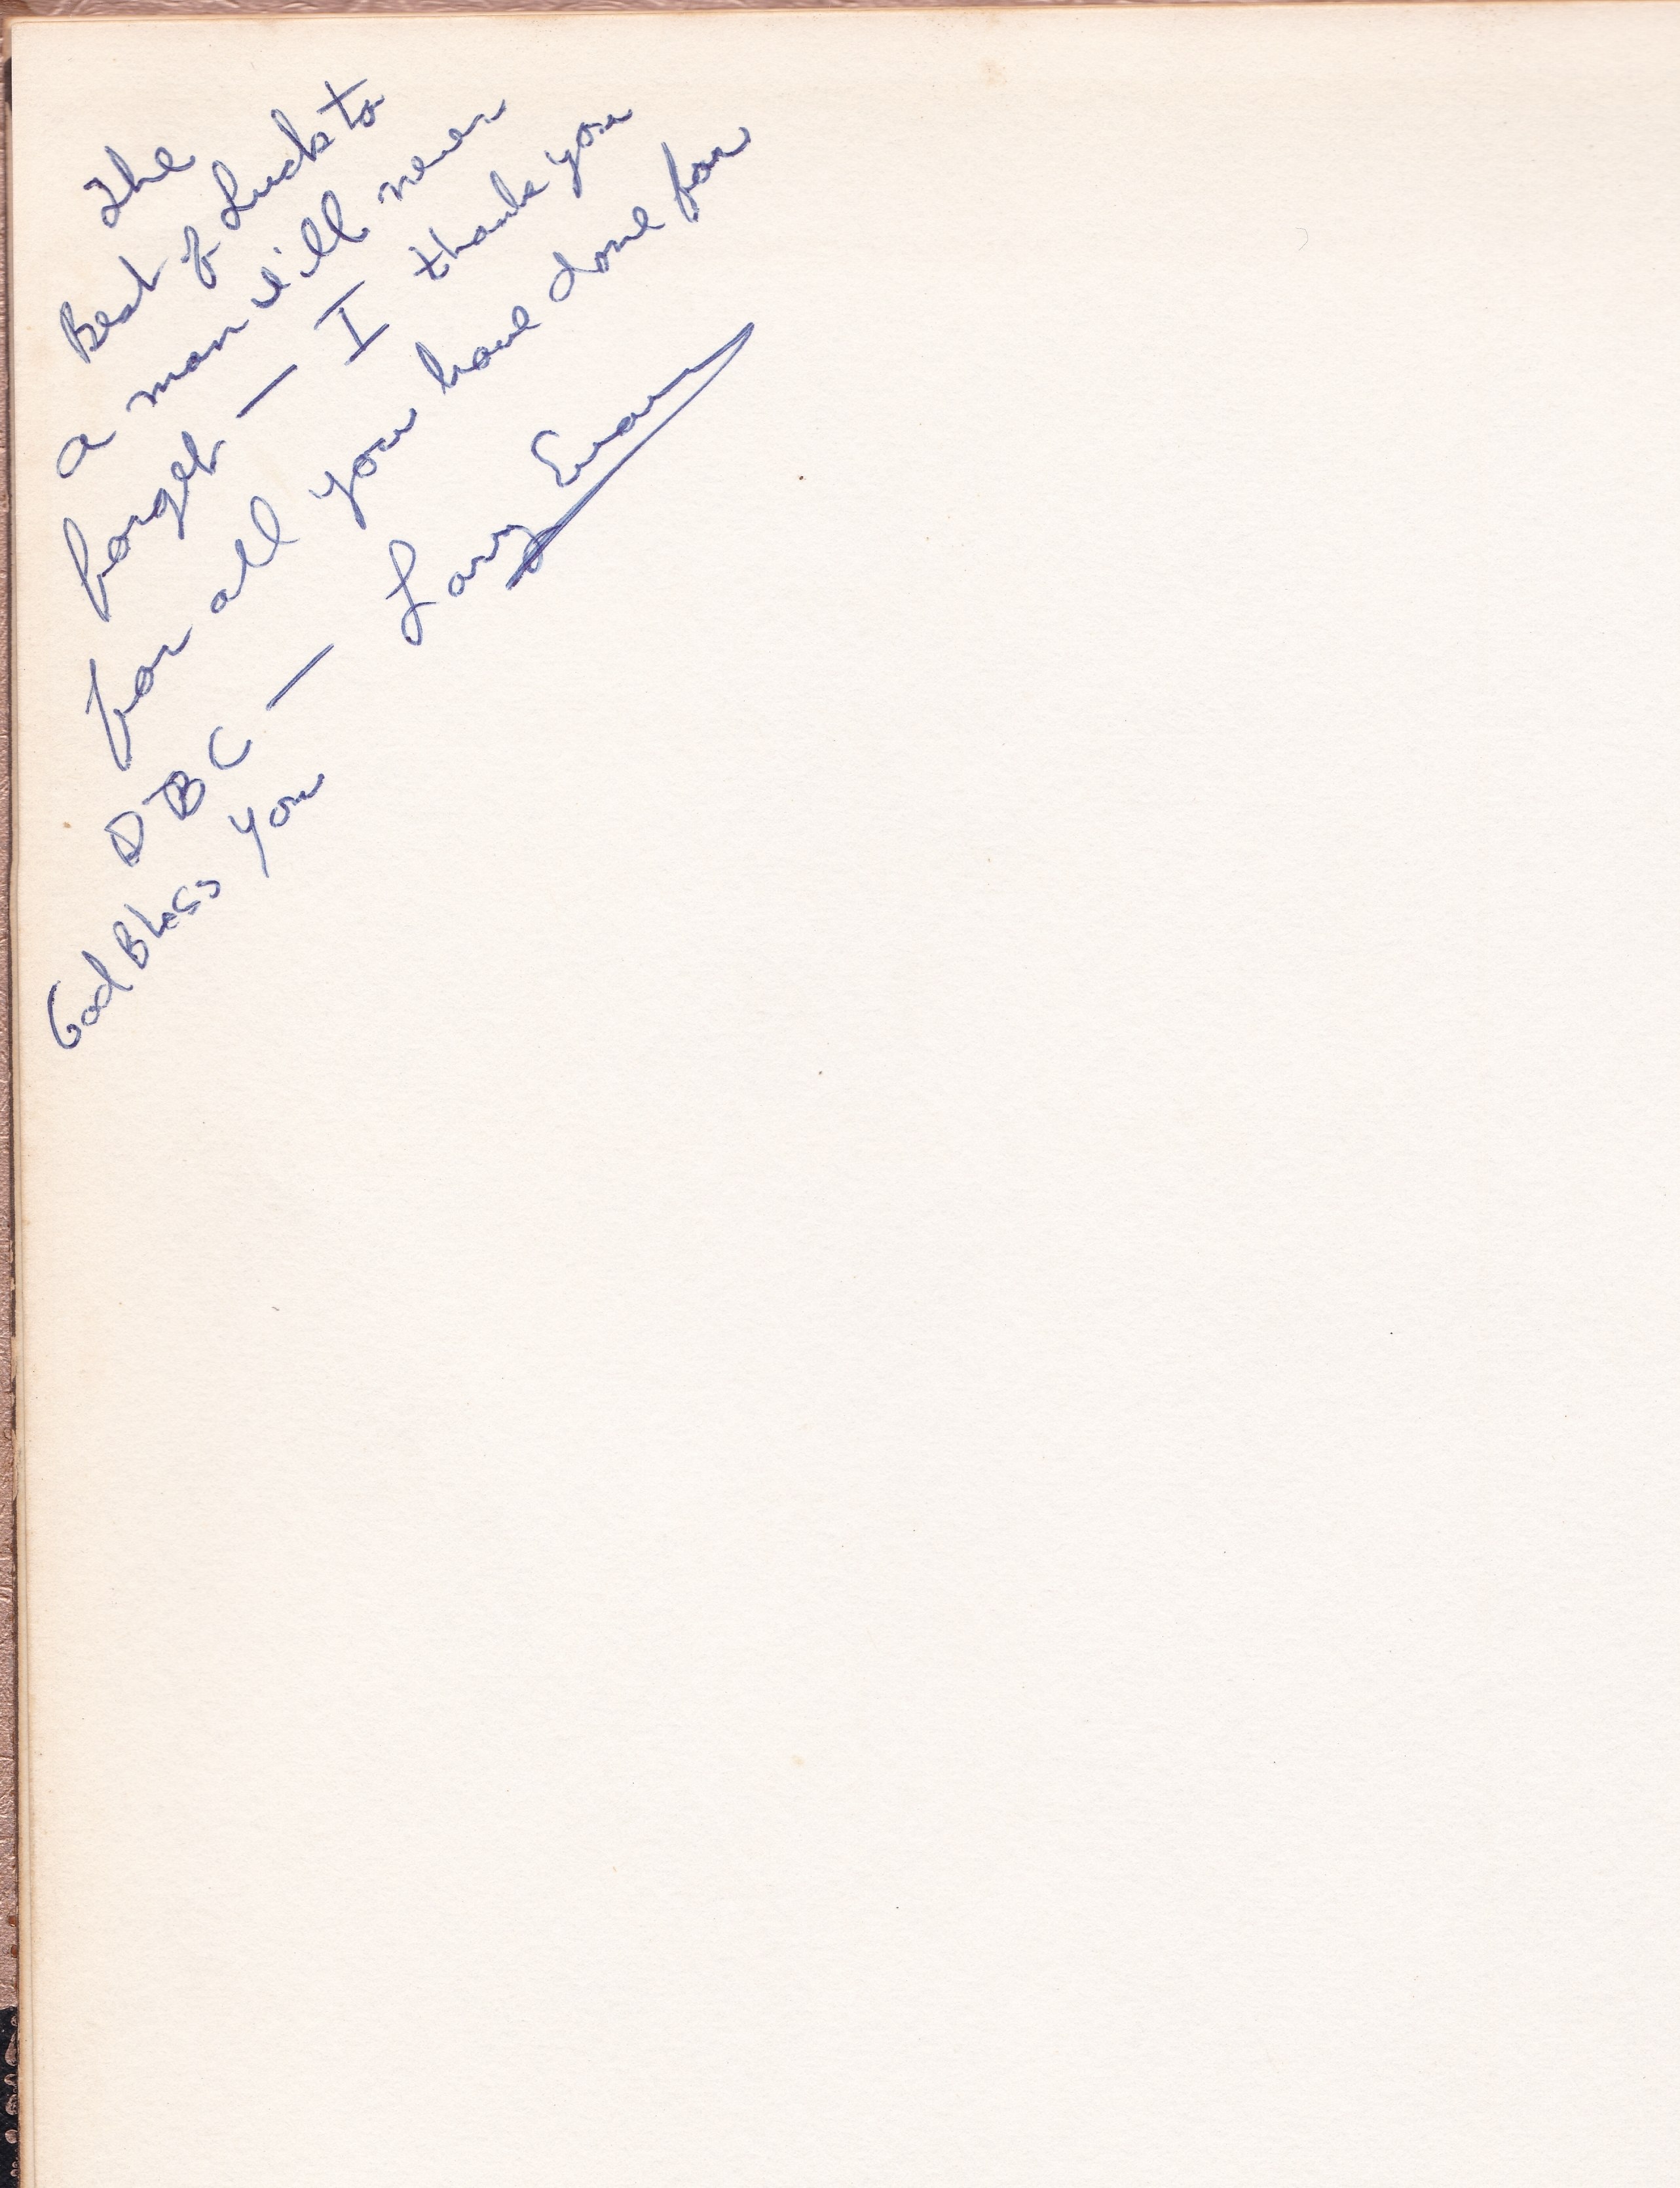 The
Best of Luck to
a man will never
forget — I thank you
for all you have done for
DBC — Larry Evans
God Bless you